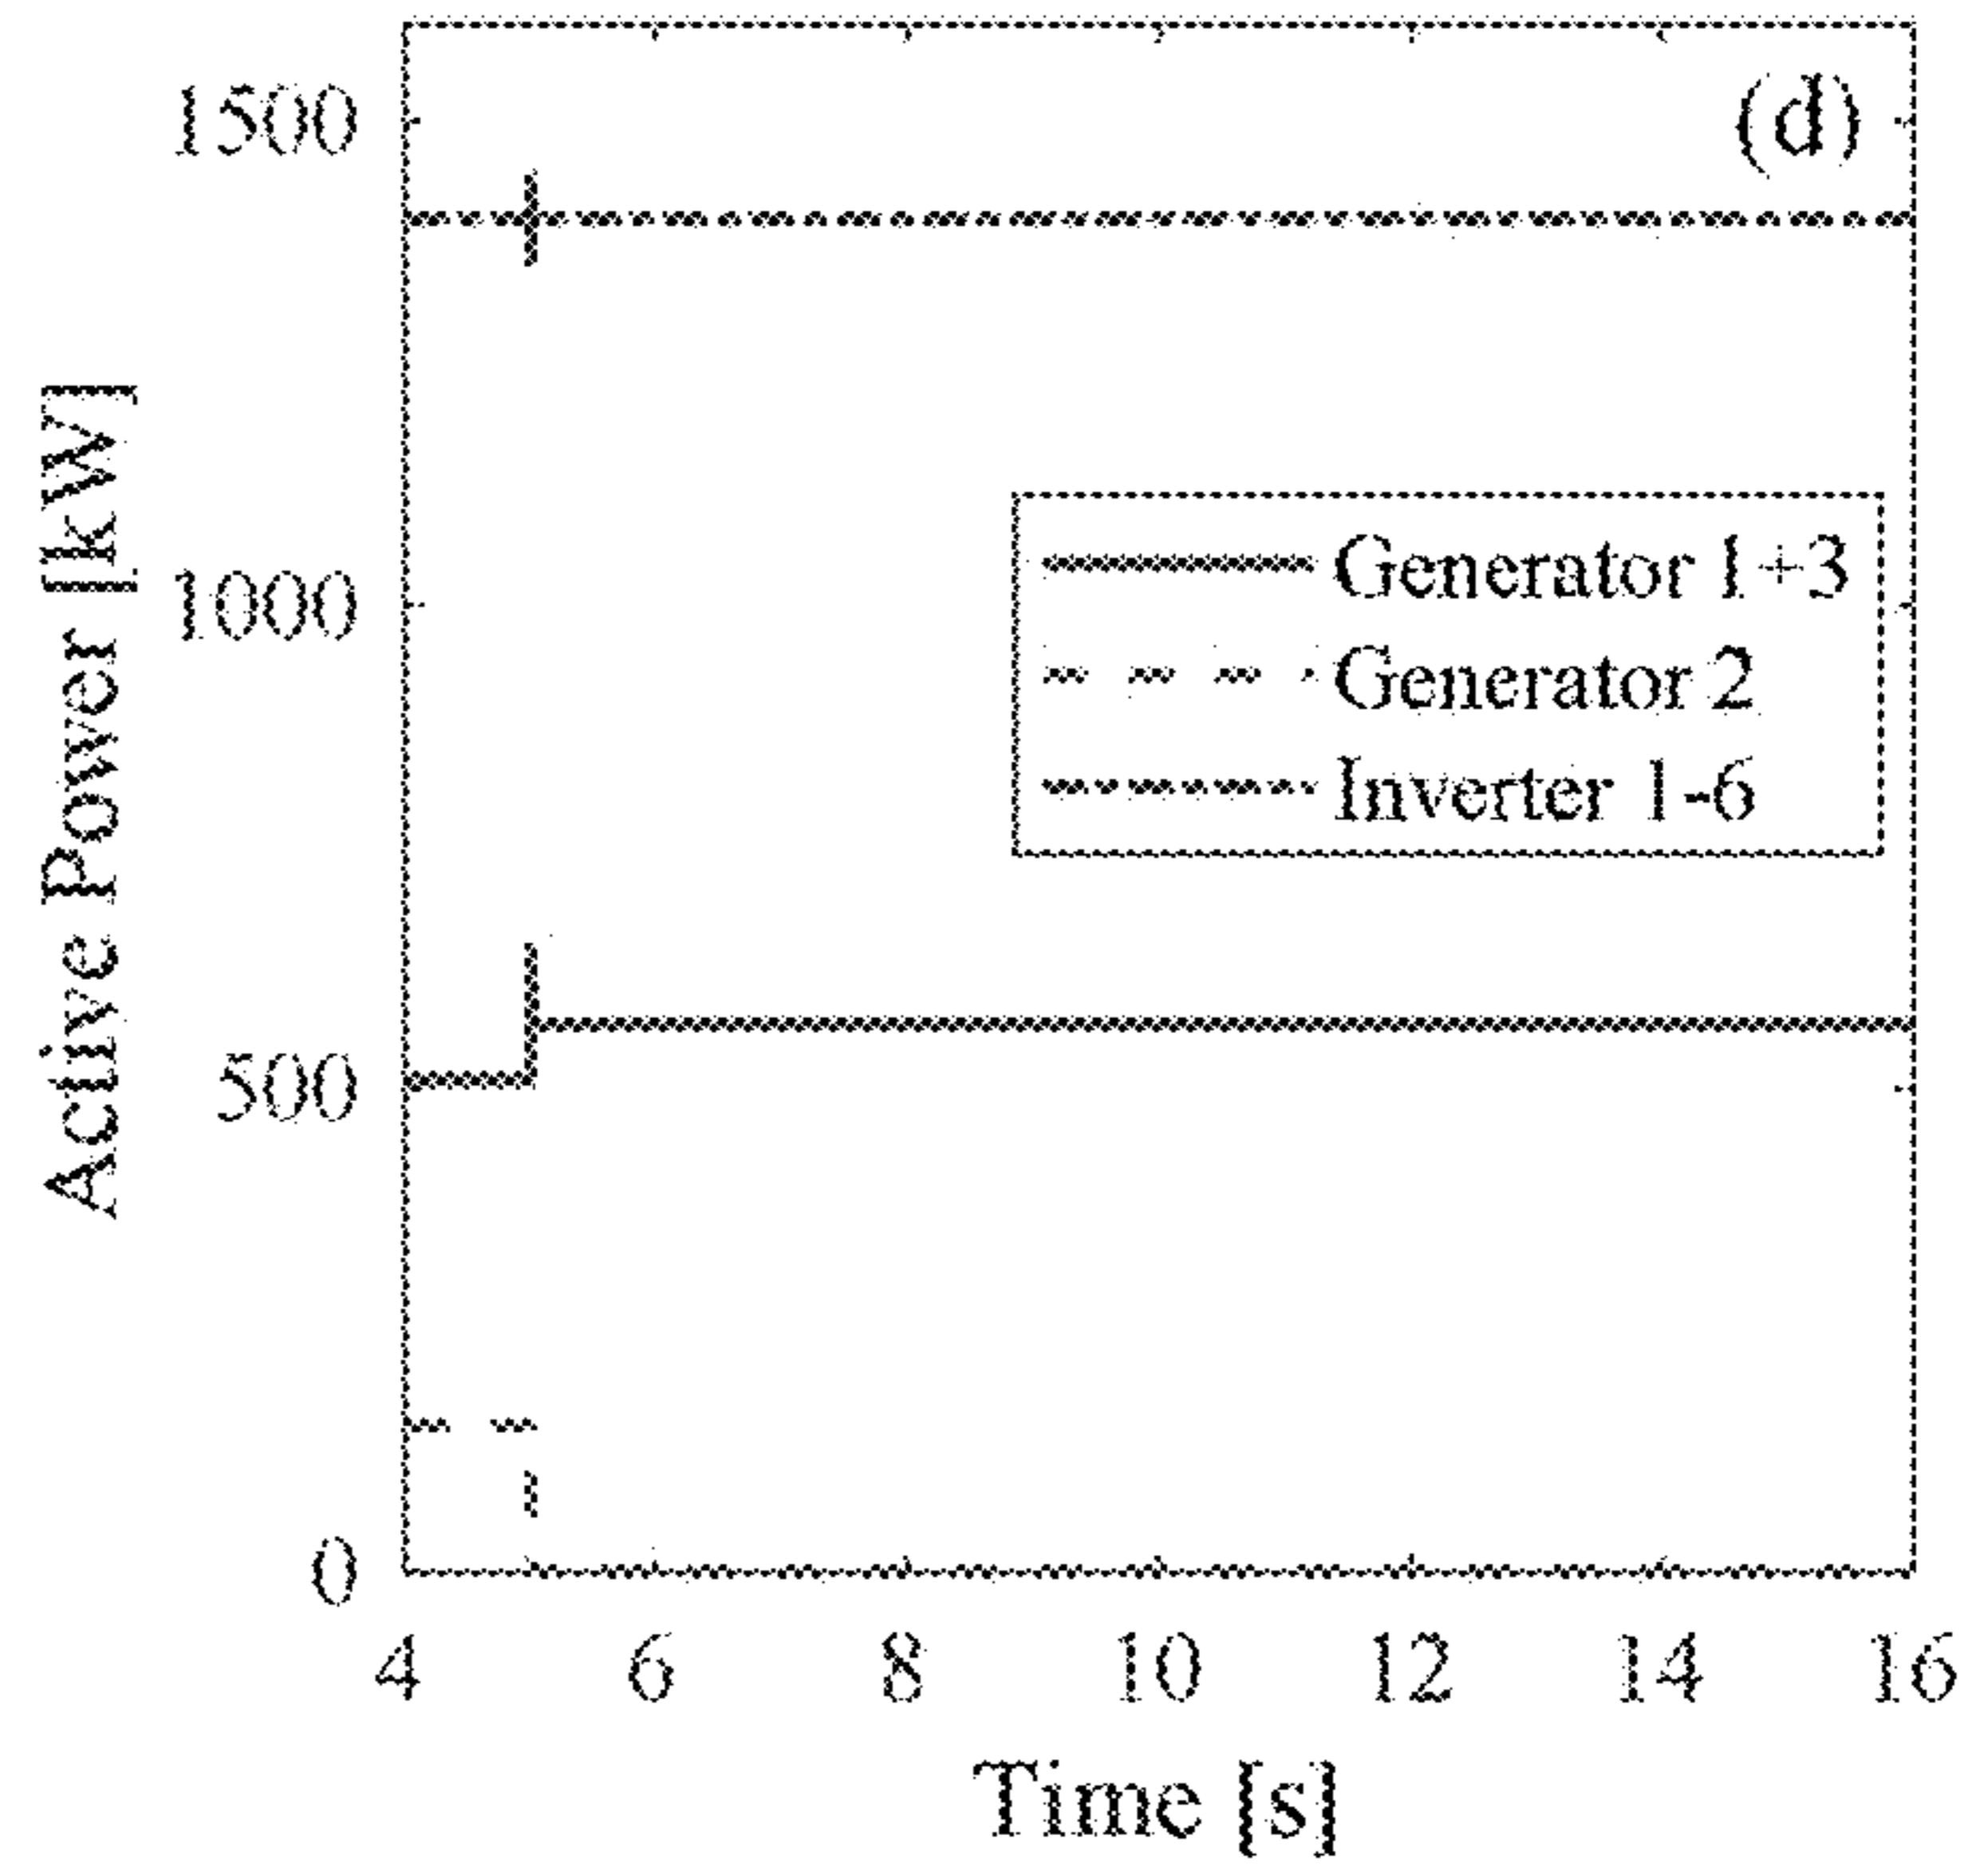 (d)
1500
1000
500
0
Active Power [kW]
Generator 1+3
Generator 2
Inverter 1-6
4 6 8 10 12 14 16
Time [s]